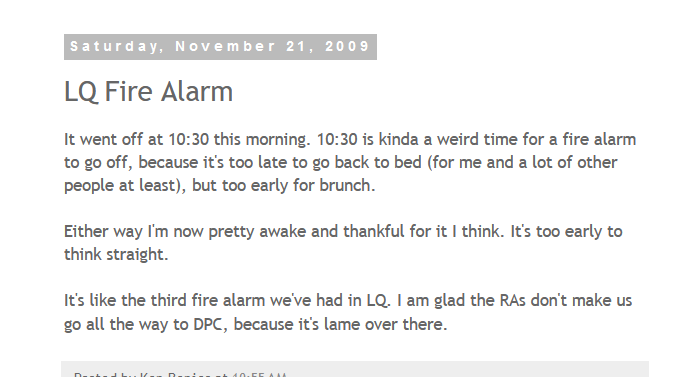 Saturday, November 21, 2009
LQ Fire Alarm
It went off at 10:30 this morning. 10:30 is kinda a weird time for a fire alarm
to go off, because it's too late to go back to bed (for me and a lot of other
people at least), but too early for brunch.
Either way I'm now pretty awake and thankful for it I think. It's too early to
think straight.
It's like the third fire alarm we've had in LQ. I am glad the RAs don't make us
go all the way to DPC, because it's lame over there.
Posted by Ken at 10:55 AM